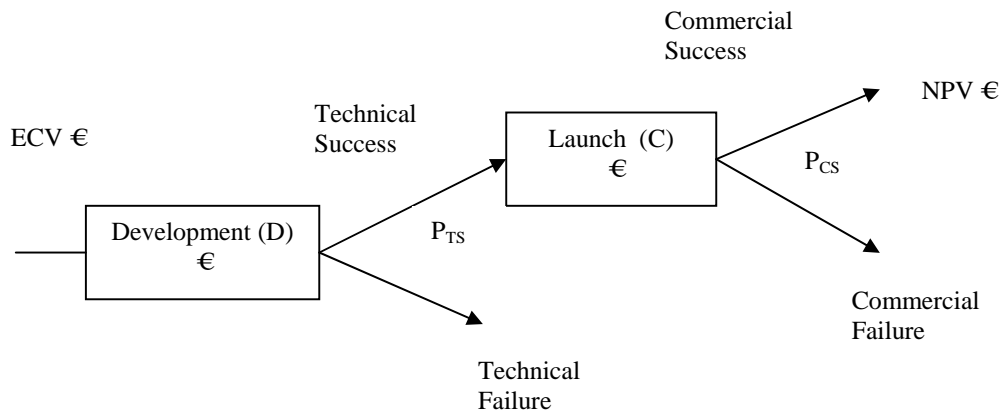 Commercial
Success
NPV €
Technical
Success
ECV €
Launch (C)
€
P_CS
Development (D)
€
P_TS
Commercial
Failure
Technical
Failure